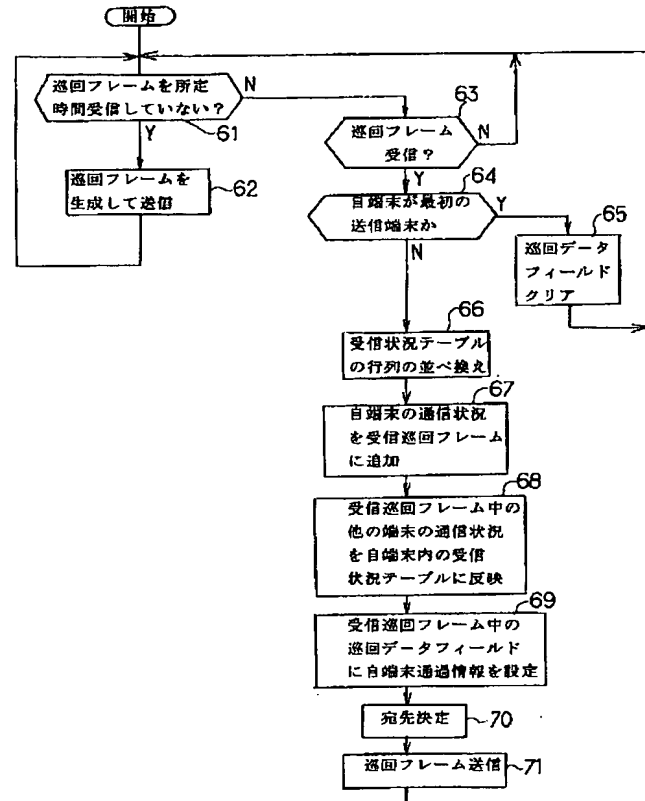 開始
巡回フレームを所定
時間受信していない?
N
61
Y
巡回フレームを
生成して送信
62
63
巡回フレーム
受信?
N
Y
64
自端末が最初の
送信端末か
Y
N
65
巡回データ
フィールド
クリア
66
受信状況テーブル
の行列の並べ換え
67
自端末の通信状況
を受信巡回フレーム
に追加
68
受信巡回フレーム中の
他の端末の通信状況
を自端末内の受信
状況テーブルに反映
69
受信巡回フレーム中の
巡回データフィールド
に自端末通過情報を設定
宛先決定
70
巡回フレーム送信
71